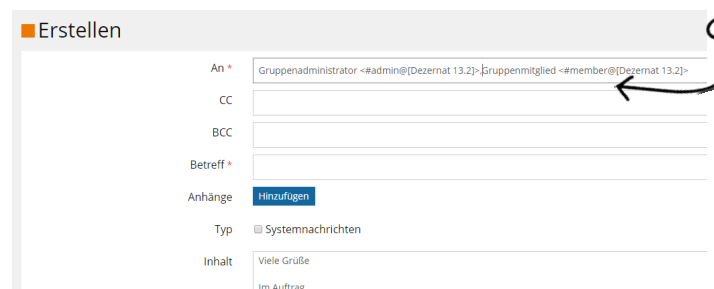 Erstellen
An * Gruppenadministrator <#admin@[Dezernat 13.2]>,Gruppenmitglied <#member@[Dezernat 13.2]>
CC
BCC
Betreff *
Anhänge Hinzufügen
Typ Systemnachrichten
Inhalt Viele Grüße
Im Auftrag